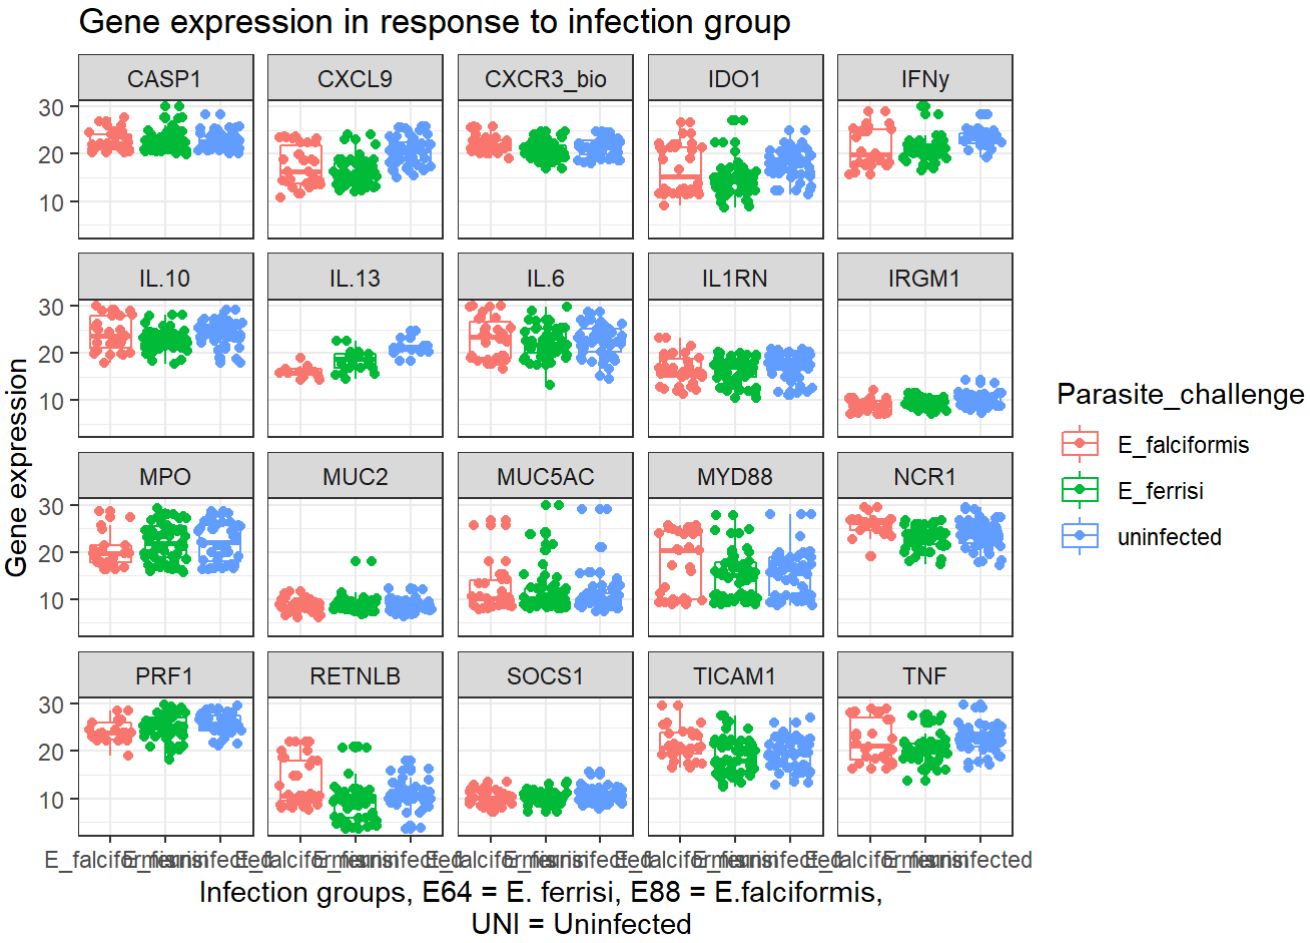 Gene expression in response to infection group
CASP1 CXCL9 CXCR3_bio IDO1 IFNy
30
20
10
IL.10 IL.13 IL.6 IL1RN IRGM1
30
20
10
MPO MUC2 MUC5AC MYD88 NCR1
30
20
10
PRF1 RETNLB SOCS1 TICAM1 TNF
30
20
10
Gene expression
Infection groups, E64 = E. ferrisi, E88 = E.falciformis,
UNI = Uninfected
Parasite_challenge
E_falciformis
E_ferrisi
uninfected